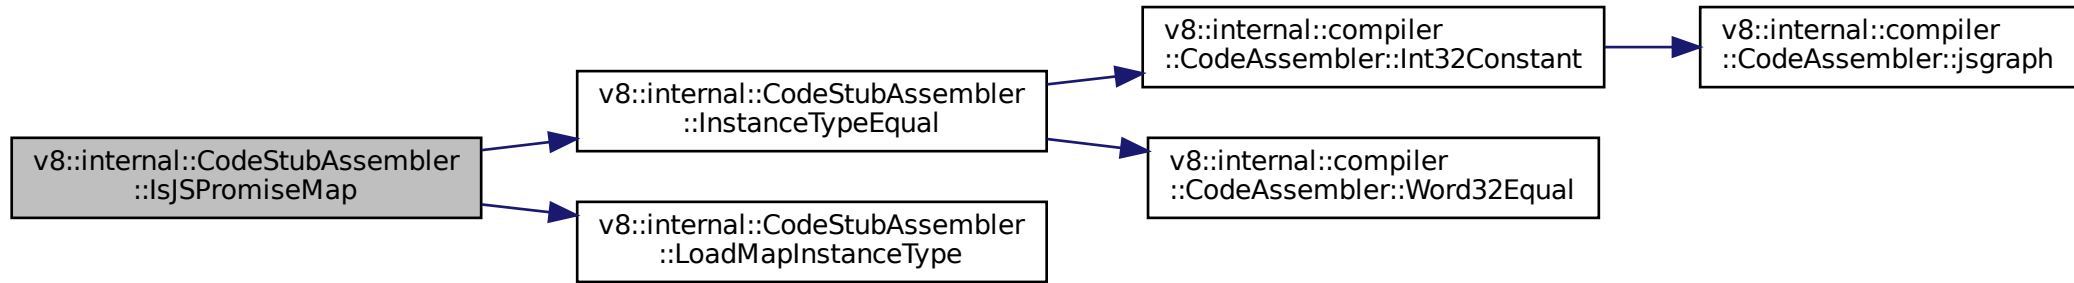 v8::internal::CodeStubAssembler
::IsJSPromiseMap
v8::internal::CodeStubAssembler
::InstanceTypeEqual
v8::internal::CodeStubAssembler
::LoadMapInstanceType
v8::internal::compiler
::CodeAssembler::Int32Constant
v8::internal::compiler
::CodeAssembler::Word32Equal
v8::internal::compiler
::CodeAssembler::jsgraph